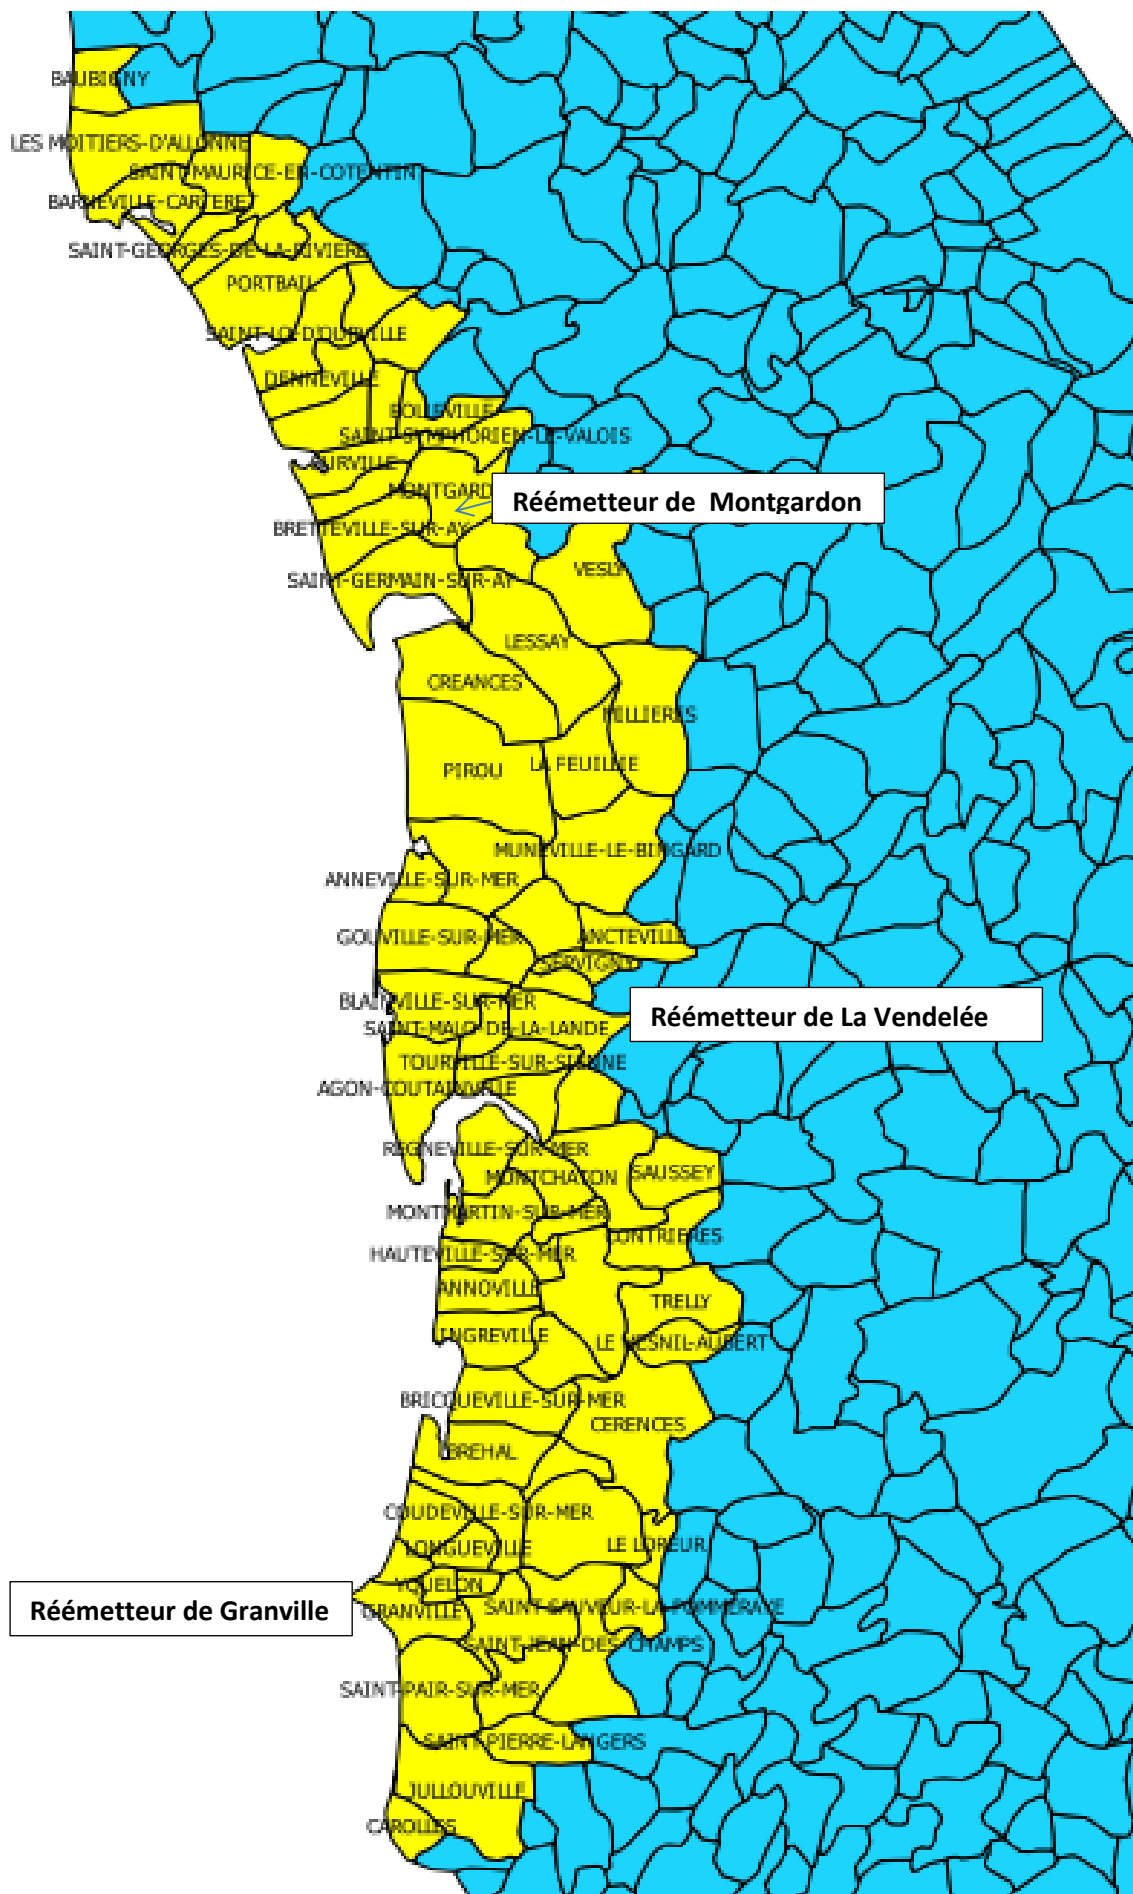 BAUBIGNY
LES MOITIERS-D'ALLONNE
SAINT-MAURICE-EN-COTENTIN
BARNEVILLE-CARTERET
SAINT-GEORGES-DE-LA-RIVIERE
PORTBAIL
SAINT-LO-D'OURVILLE
DENNEVILLE
BOLLEVILLE
SAINT-SYMPHORIEN-LE-VALOIS
SURVILLE
MONTGARD
Réémetteur de Montgardon
BRETTEVILLE-SUR-AY
VESLY
SAINT-GERMAIN-SUR-AY
LESSAY
CREANCES
MILLIERES
LA FEUILLIE
PIROU
MUNEVILLE-LE-BINGARD
ANNEVILLE-SUR-MER
GOUVILLE-SUR-MER
ANCTEVILLE
SERVIGNY
BLAINVILLE-SUR-MER
Réémetteur de La Vendelée
SAINT-MALO-DE-LA-LANDE
TOURVILLE-SUR-SIENNE
AGON-COUTAINVILLE
REGNEVILLE-SUR-MER
SAUSSEY
MONTCHATON
MONTMARTIN-SUR-MER
CONTRIERES
HAUTEVILLE-SUR-MER
ANNOVILLE
TRELLY
LINGREVILLE
LE MESNIL-AUBERT
BRICQUEVILLE-SUR-MER
CERENCES
BREHAL
COUDEVILLE-SUR-MER
LE LOREUR
LONGUEVILLE
YQUELON
Réémetteur de Granville
GRANVILLE
SAINT-SAUVEUR-LA-POMMERAYE
SAINT-JEAN-DES-CHAMPS
SAINT-PAIR-SUR-MER
SAINT-PIERRE-LANGERS
JULLOUVILLE
CAROLLES